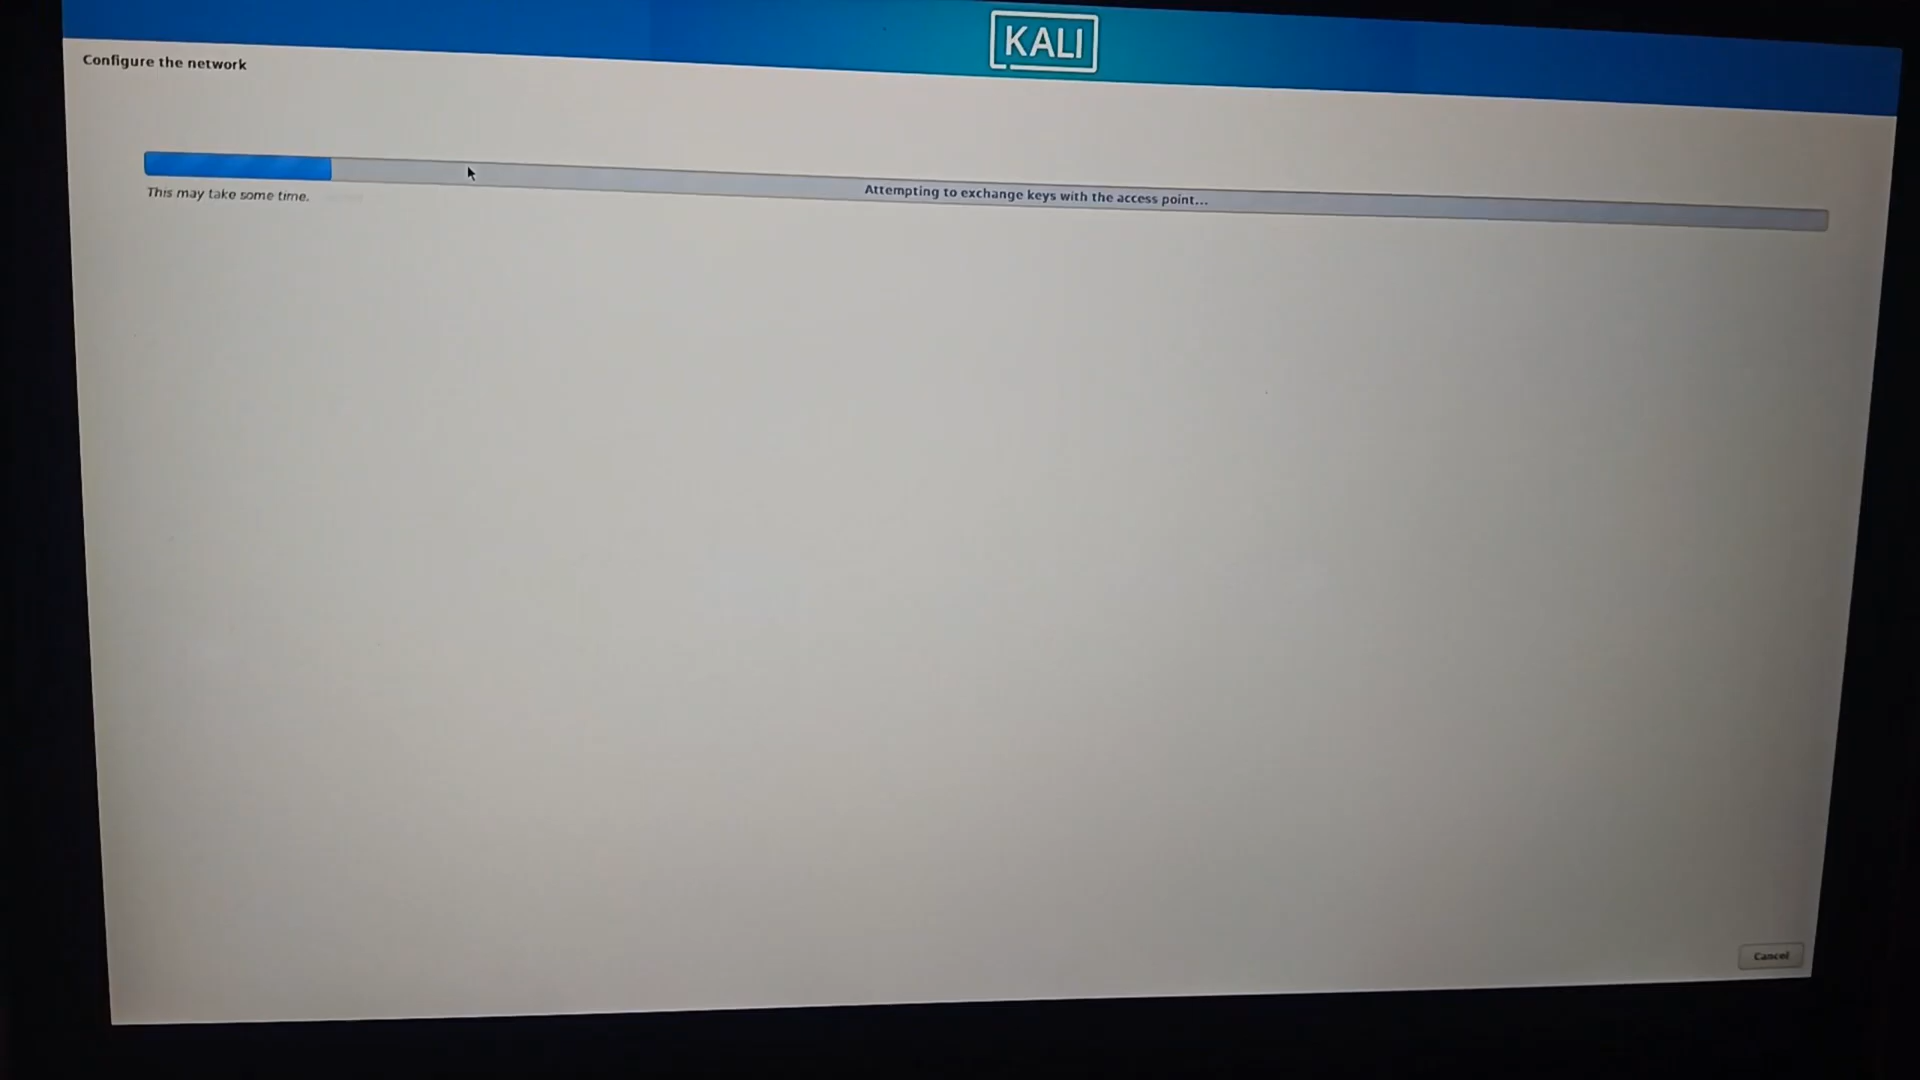 KALI
Configure the network
Attempting to exchange keys with the access point...
This may take some time.
Cancel